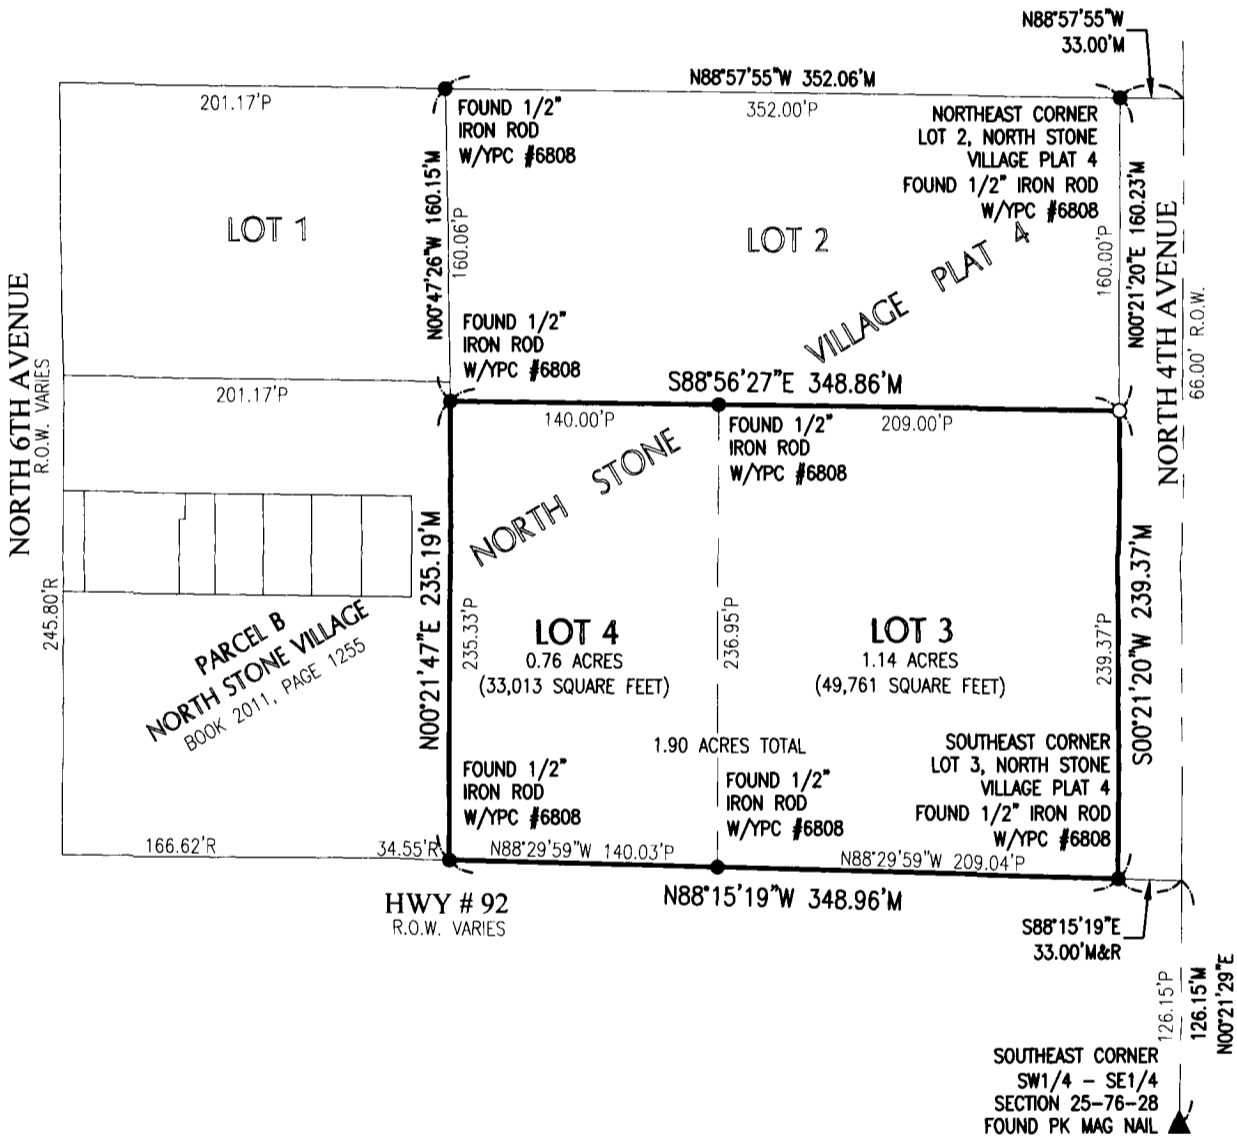 N88°57'55"W
33.00'M
N88°57'55"W 352.06'M
201.17'P
352.00'P
FOUND 1/2"
IRON ROD
W/YPC #6808
NORTHEAST CORNER
LOT 2, NORTH STONE
VILLAGE PLAT 4
FOUND 1/2" IRON ROD
W/YPC #6808
N00°47'26"W 160.15'M
160.06'P
LOT 1
LOT 2
160.00'P
N00°21'20"E 160.23'M
NORTH 4TH AVENUE
66.00' R.O.W.
NORTH 6TH AVENUE
R.O.W. VARIES
FOUND 1/2"
IRON ROD
W/YPC #6808
NORTH STONE VILLAGE PLAT 4
S88°56'27"E 348.86'M
201.17'P
140.00'P
209.00'P
FOUND 1/2"
IRON ROD
W/YPC #6808
245.80'R
PARCEL B
NORTH STONE VILLAGE
BOOK 2011, PAGE 1255
N00°21'47"E 235.19'M
235.33'P
LOT 4
0.76 ACRES
(33,013 SQUARE FEET)
236.95'P
LOT 3
1.14 ACRES
(49,761 SQUARE FEET)
239.37'P
S00°21'20"W 239.37'M
1.90 ACRES TOTAL
FOUND 1/2"
IRON ROD
W/YPC #6808
FOUND 1/2"
IRON ROD
W/YPC #6808
SOUTHEAST CORNER
LOT 3, NORTH STONE
VILLAGE PLAT 4
FOUND 1/2" IRON ROD
W/YPC #6808
166.62'R
34.55'R
N88°29'59"W 140.03'P
N88°29'59"W 209.04'P
HWY # 92
R.O.W. VARIES
N88°15'19"W 348.96'M
S88°15'19"E
33.00'M&R
126.15'P
126.15'M
N00°21'29"E
SOUTHEAST CORNER
SW1/4 - SE1/4
SECTION 25-76-28
FOUND PK MAG NAIL